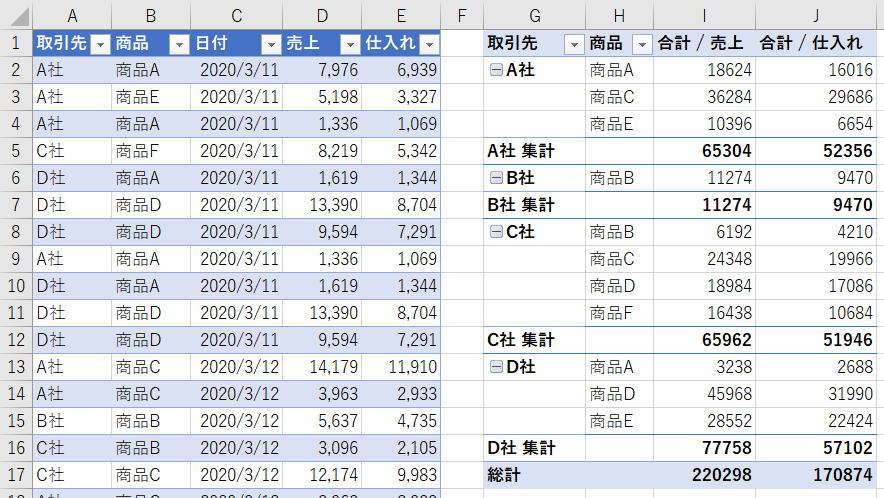 A B C D E F G H I J
1 取引先 商品 日付 売上 仕入れ 取引先 商品 合計 / 売上 合計 / 仕入れ
2 A社 商品A 2020/3/11 7,976 6,939 A社 商品A 18624 16016
3 A社 商品E 2020/3/11 5,198 3,327 商品C 36284 29686
4 A社 商品A 2020/3/11 1,336 1,069 商品E 10396 6654
5 C社 商品F 2020/3/11 8,219 5,342 A社 集計 65304 52356
6 D社 商品A 2020/3/11 1,619 1,344 B社 商品B 11274 9470
7 D社 商品D 2020/3/11 13,390 8,704 B社 集計 11274 9470
8 D社 商品D 2020/3/11 9,594 7,291 C社 商品B 6192 4210
9 A社 商品A 2020/3/11 1,336 1,069 商品C 24348 19966
10 D社 商品A 2020/3/11 1,619 1,344 商品D 18984 17086
11 D社 商品D 2020/3/11 13,390 8,704 商品F 16438 10684
12 D社 商品D 2020/3/11 9,594 7,291 C社 集計 65962 51946
13 A社 商品C 2020/3/12 14,179 11,910 D社 商品A 3238 2688
14 A社 商品C 2020/3/12 3,963 2,933 商品D 45968 31990
15 B社 商品B 2020/3/12 5,637 4,735 商品E 28552 22424
16 C社 商品B 2020/3/12 3,096 2,105 D社 集計 77758 57102
17 C社 商品C 2020/3/12 12,174 9,983 総計 220298 170874